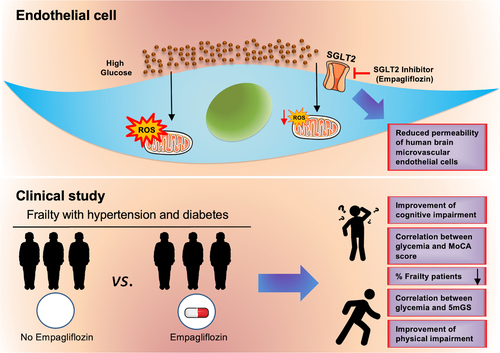 Endothelial cell
High
Glucose
SGLT2
SGLT2 Inhibitor
(Empagliflozin)
ROS
ROS
Reduced permeability
of human brain
microvascular
endothelial cells
Clinical study
Frailty with hypertension and diabetes
vs.
No Empagliflozin
Empagliflozin
Improvement of
cognitive impairment
Correlation between
glycemia and MoCA
score
% Frailty patients
Correlation between
glycemia and 5mGS
Improvement of
physical impairment